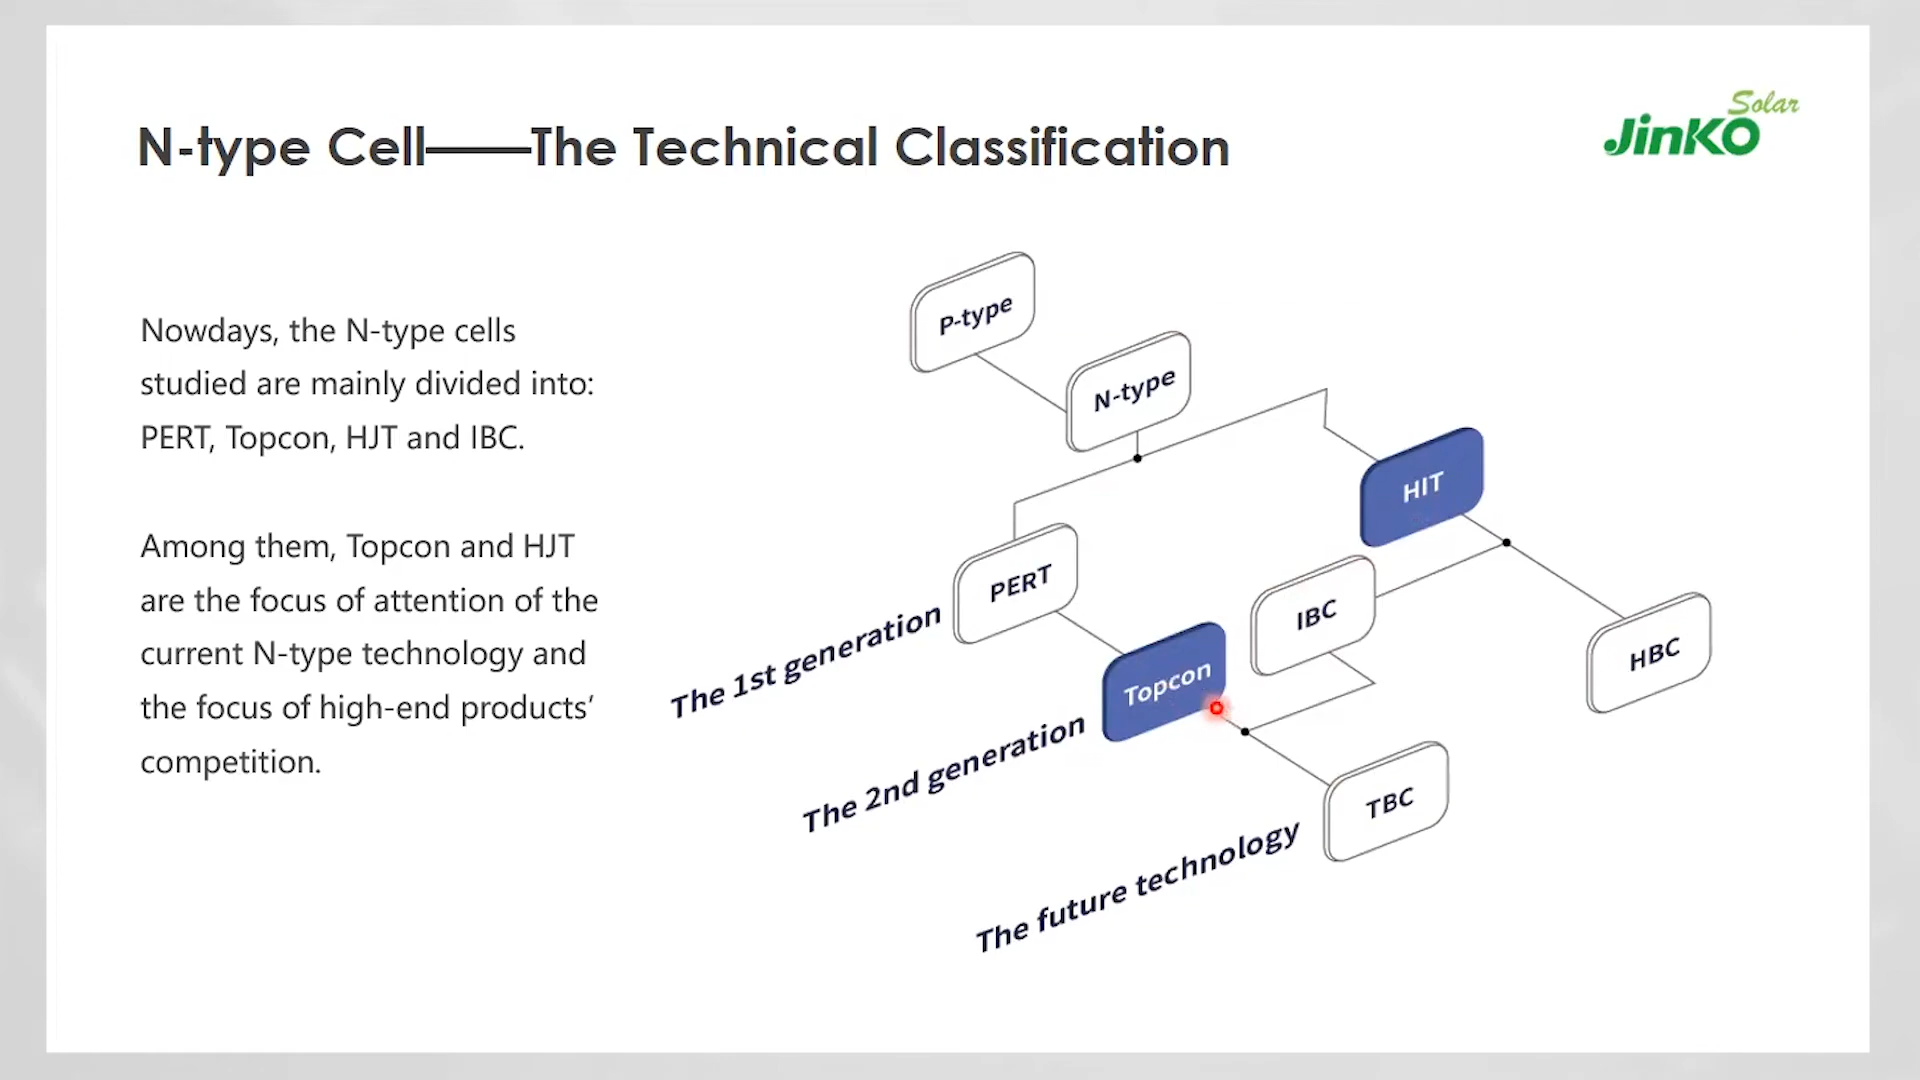 N-type Cell——The Technical Classification
Solar
JinKO
Nowdays, the N-type cells
studied are mainly divided into:
PERT, Topcon, HJT and IBC.
Among them, Topcon and HJT
are the focus of attention of the
current N-type technology and
the focus of high-end products’
competition.
P-type
N-type
HIT
PERT
IBC
HBC
Topcon
TBC
The 1st generation
The 2nd generation
The future technology